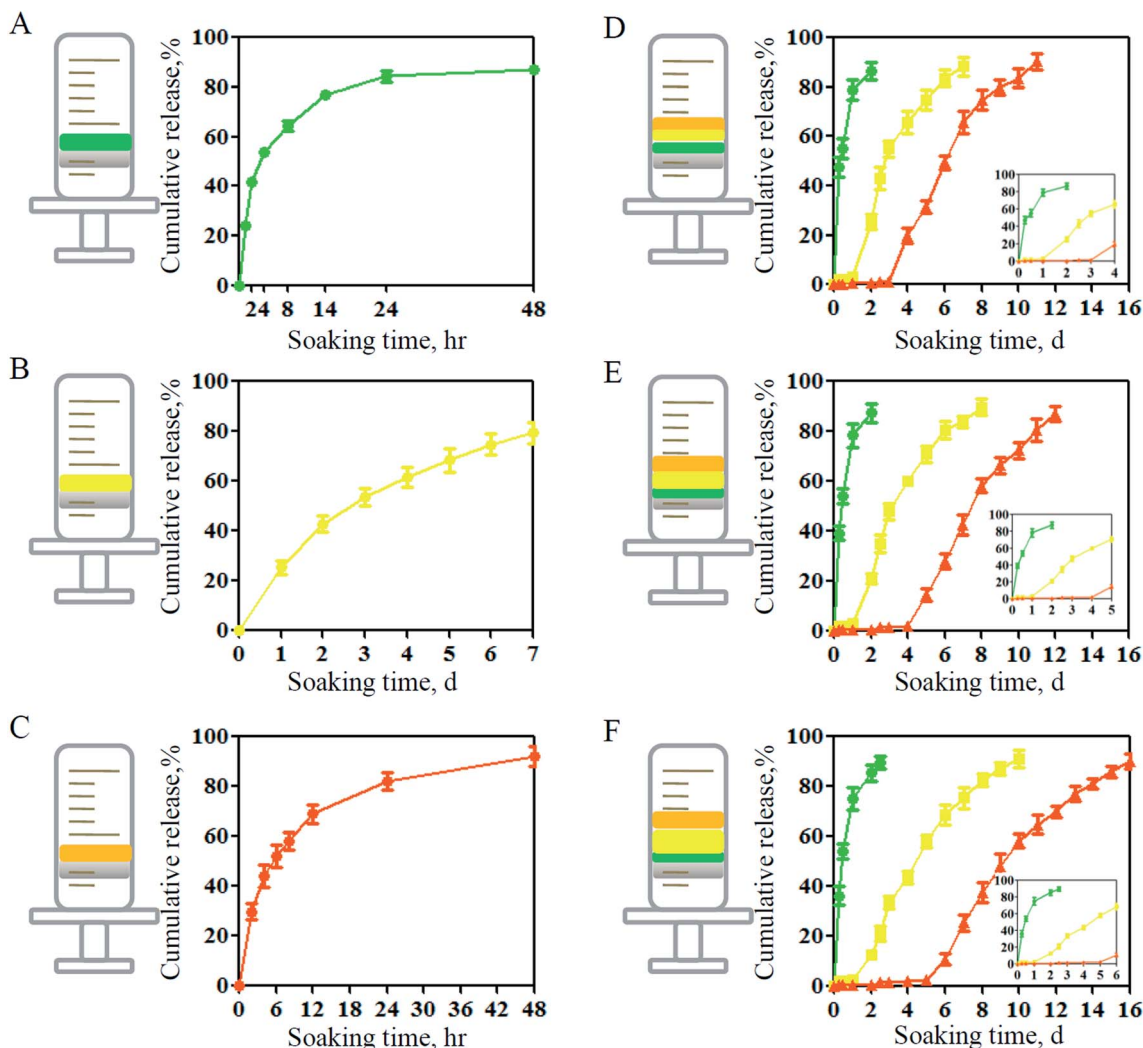 A
Cumulative release,%
100
80
60
40
20
0
24 8 14 24 48
Soaking time, hr
B
Cumulative release,%
100
80
60
40
20
0
0 1 2 3 4 5 6 7
Soaking time, d
C
Cumulative release,%
100
80
60
40
20
0
0 6 12 18 24 30 36 42 48
Soaking time, hr
D
Cumulative release,%
100
80
60
40
20
0
0 2 4 6 8 10 12 14 16
Soaking time, d
100
80
60
40
20
0
0 1 2 3 4
E
Cumulative release,%
100
80
60
40
20
0
0 2 4 6 8 10 12 14 16
Soaking time, d
100
80
60
40
20
0
0 1 2 3 4 5
F
Cumulative release,%
100
80
60
40
20
0
0 2 4 6 8 10 12 14 16
Soaking time, d
100
80
60
40
20
0
0 1 2 3 4 5 6